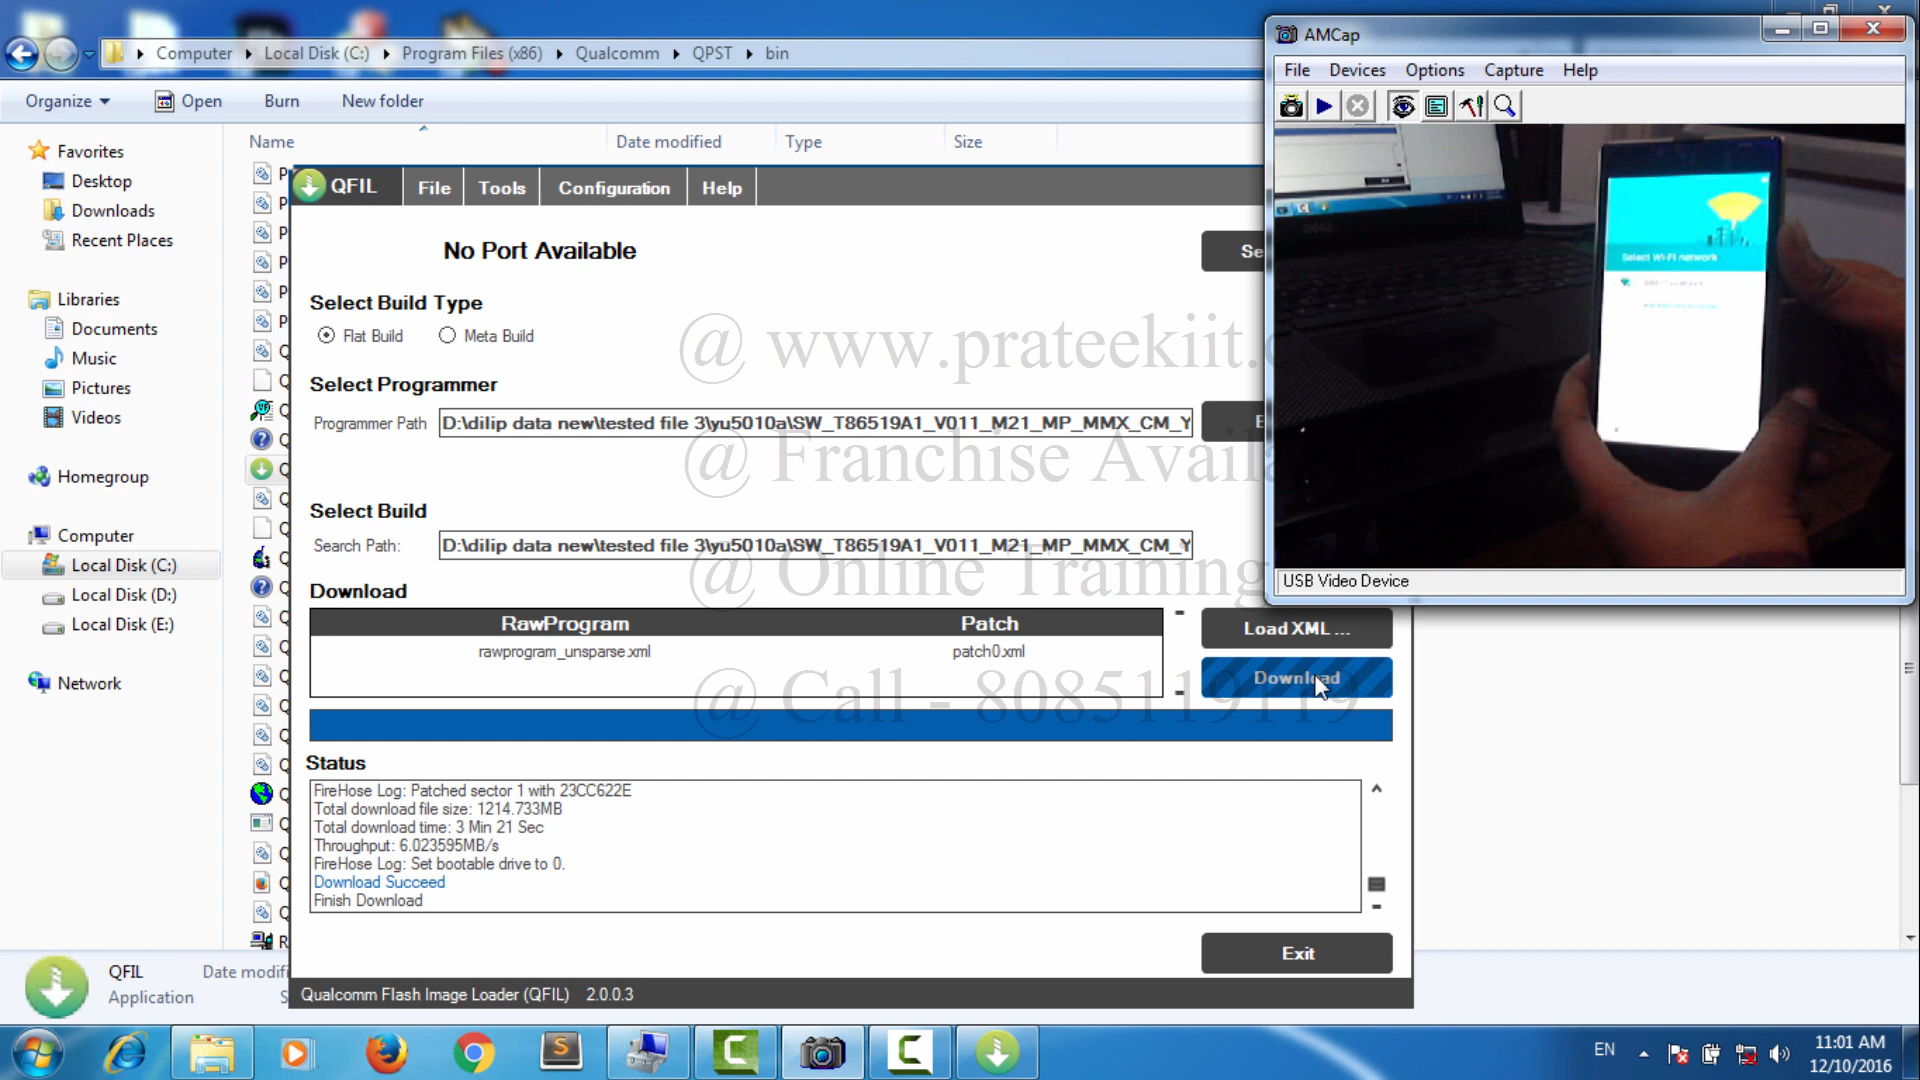 Computer ▸ Local Disk (C:) ▸ Program Files (x86) ▸ Qualcomm ▸ QPST ▸ bin
Organize Open Burn New folder
Name Date modified Type Size
Favorites
Desktop
Downloads
Recent Places
Libraries
Documents
Music
Pictures
Videos
Homegroup
Computer
Local Disk (C:)
Local Disk (D:)
Local Disk (E:)
Network
QFIL File Tools Configuration Help
No Port Available
Select Build Type
Flat Build Meta Build
Select Programmer
Programmer Path D:\dilip data new\tested file 3\yu5010a\SW_T86519A1_V011_M21_MP_MMX_CM_Y
Select Build
Search Path: D:\dilip data new\tested file 3\yu5010a\SW_T86519A1_V011_M21_MP_MMX_CM_Y
Download
RawProgram Patch
rawprogram_unsparse.xml patch0.xml
Load XML ...
Download
Status
FireHose Log: Patched sector 1 with 23CC622E
Total download file size: 1214.733MB
Total download time: 3 Min 21 Sec
Throughput: 6.023595MB/s
FireHose Log: Set bootable drive to 0.
Download Succeed
Finish Download
Exit
Qualcomm Flash Image Loader (QFIL) 2.0.0.3
@ www.prateekiit.c
@ Franchise Availa
@ Online Training
@ Call - 8085119119
AMCap
File Devices Options Capture Help
Select Wi-Fi network
USB Video Device
QFIL Date modifi
Application S
EN
11:01 AM
12/10/2016